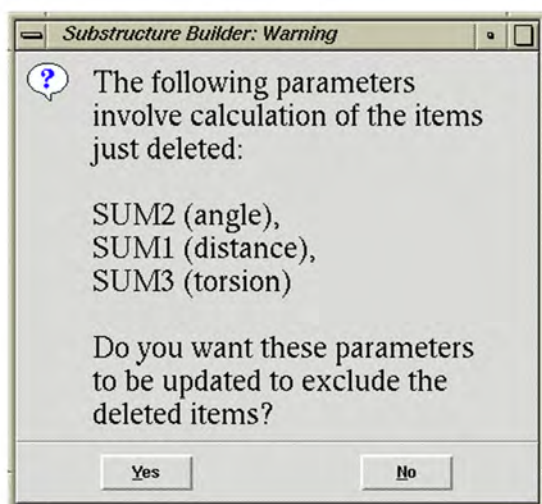 Substructure Builder: Warning
?
The following parameters
involve calculation of the items
just deleted:
SUM2 (angle),
SUM1 (distance),
SUM3 (torsion)
Do you want these parameters
to be updated to exclude the
deleted items?
Yes
No